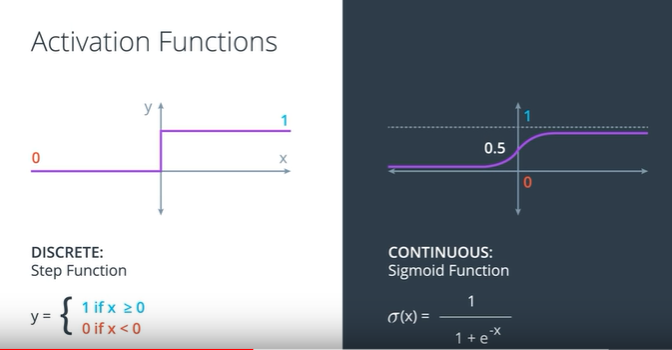 Activation Functions
y
1
0
x
DISCRETE:
Step Function
y = { 1 if x ≥ 0
0 if x < 0
1
0.5
0
CONTINUOUS:
Sigmoid Function
σ(x) = 1
1 + e^-x